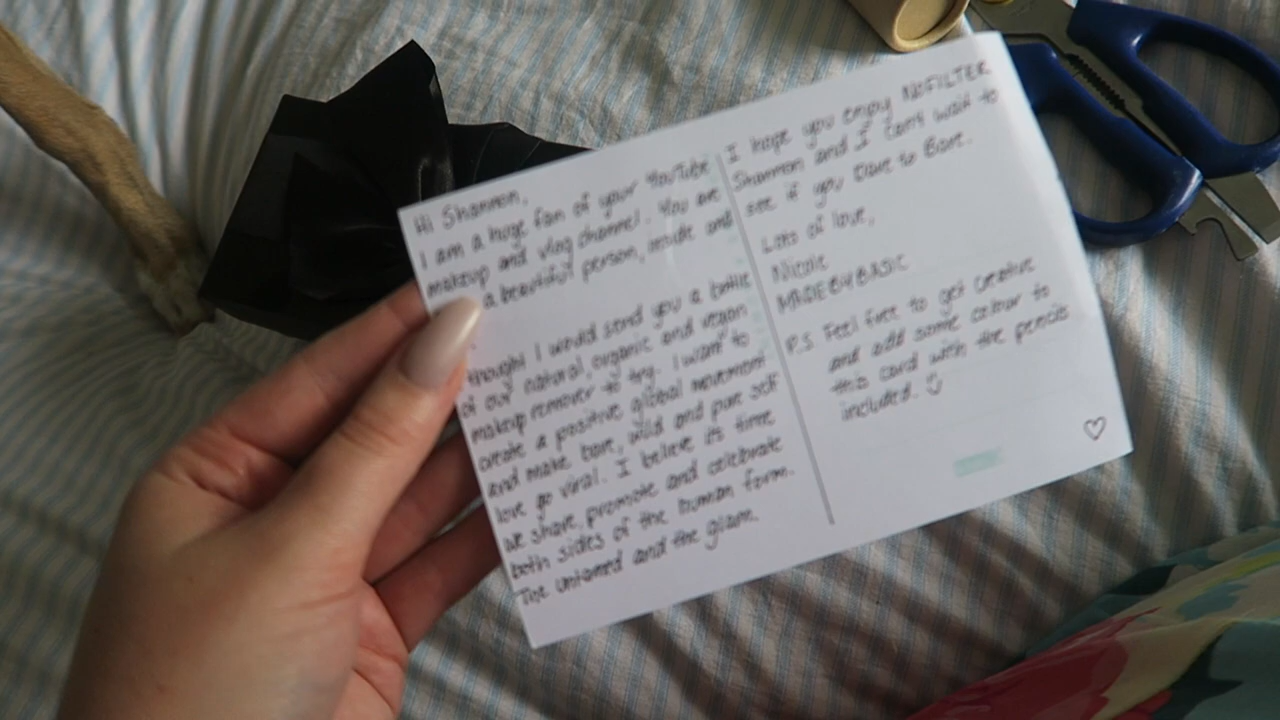 Hi Shannon,
I am a huge fan of your YouTube
makeup and vlog channel. You are
a beautiful person, inside and
thought I would send you a bottle
of our natural, organic and vegan
makeup remover to try. I want to
create a positive global movement
and make bare, wild and pure self
love go viral. I believe its time
we share, promote and celebrate
both sides of the human form.
The untamed and the glam.
I hope you enjoy NOFILTER
Shannon and I can't wait to
see if you Dare to Bare.
Lots of love,
Nicole
P.S Feel free to get creative
and add some colour to
this card with the pencils
included.